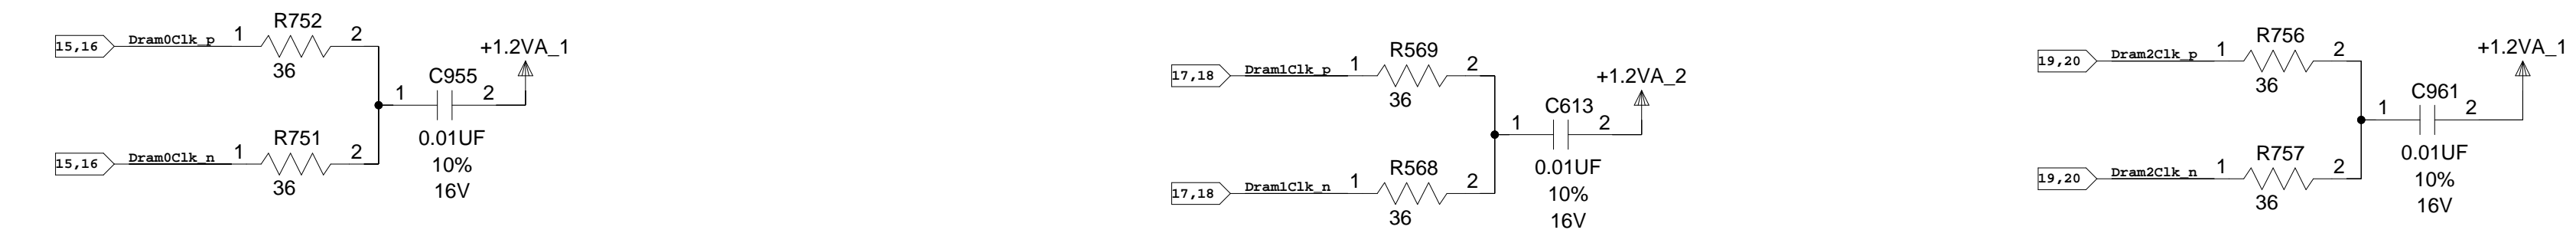 R752
15,16 Dram0Clk_p 1 2
36
+1.2VA_1
C955
1 2
0.01UF
10%
16V
R751
15,16 Dram0Clk_n 1 2
36
R569
17,18 Dram1Clk_p 1 2
36
+1.2VA_2
C613
1 2
0.01UF
10%
16V
R568
17,18 Dram1Clk_n 1 2
36
R756
19,20 Dram2Clk_p 1 2
36
+1.2VA_1
C961
1 2
0.01UF
10%
16V
R757
19,20 Dram2Clk_n 1 2
36